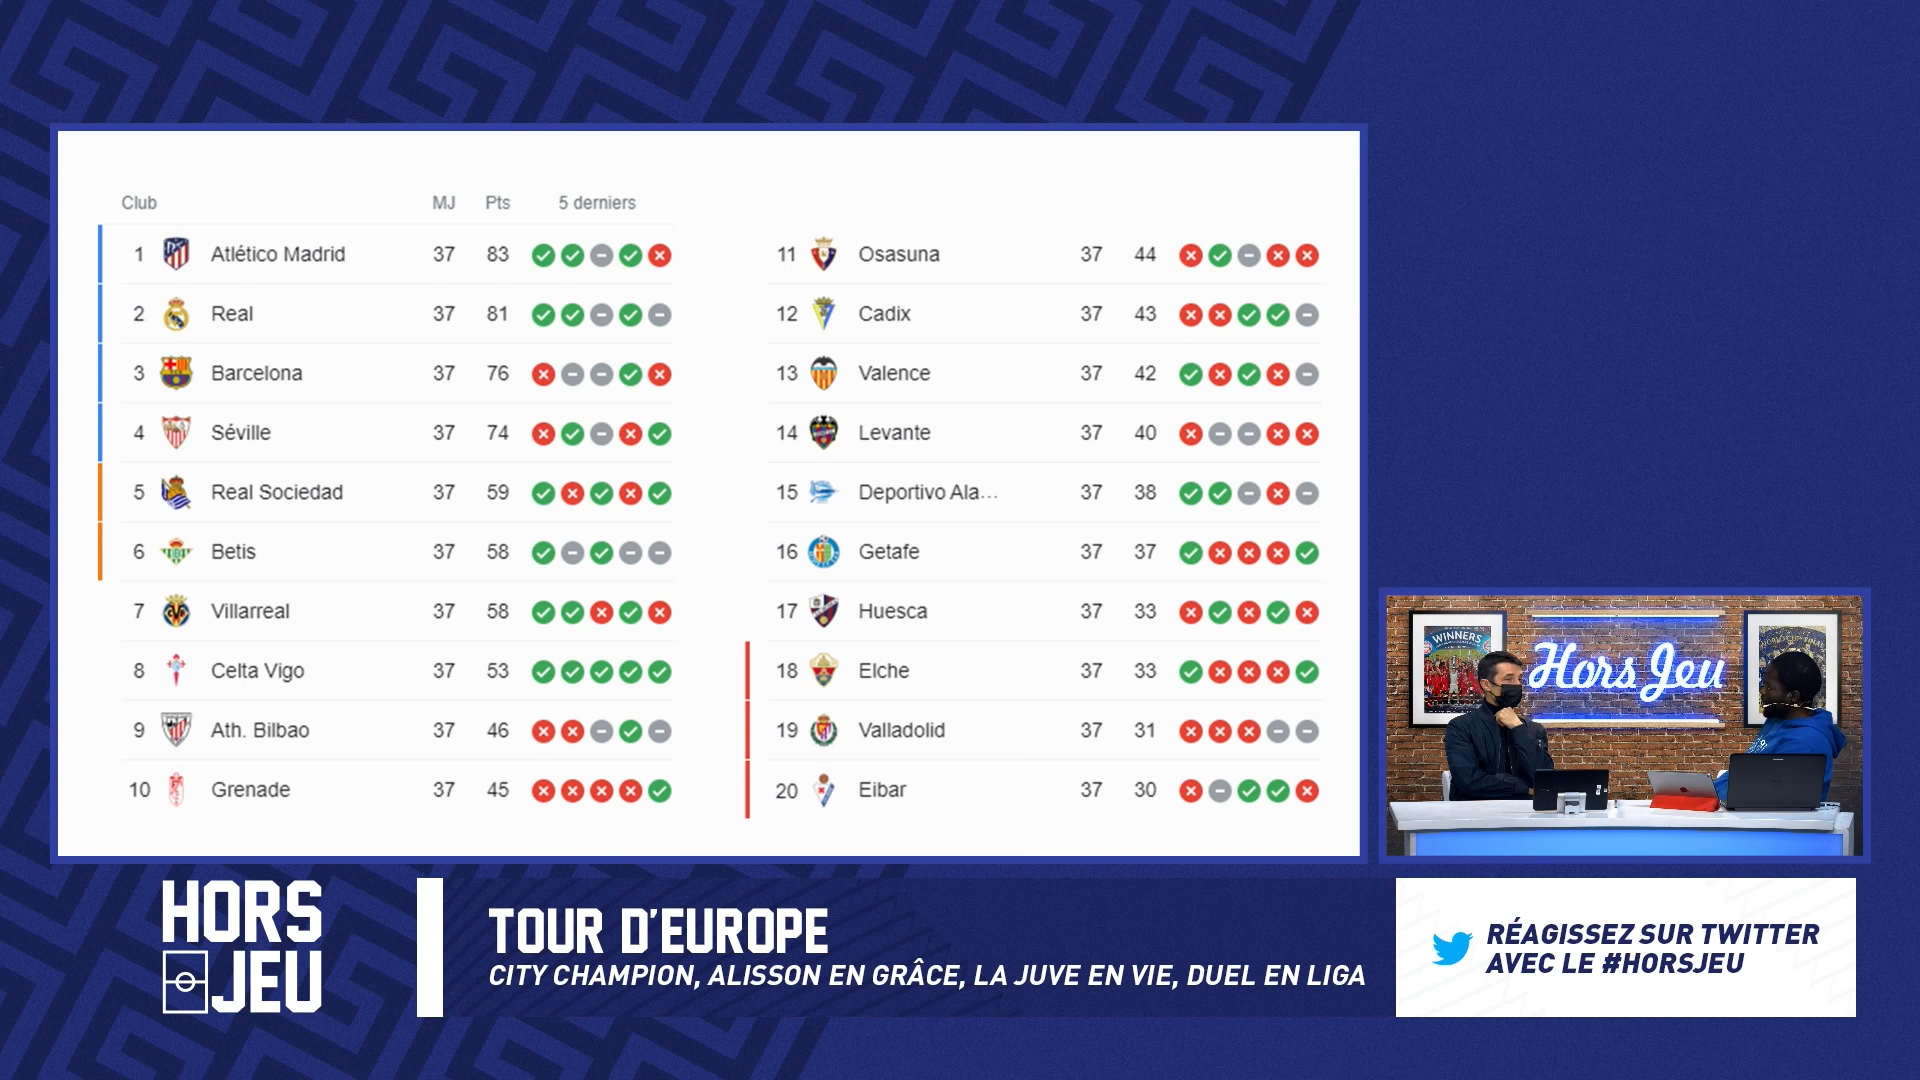 Club MJ Pts 5 derniers
1 Atlético Madrid 37 83
2 Real 37 81
3 Barcelona 37 76
4 Séville 37 74
5 Real Sociedad 37 59
6 Betis 37 58
7 Villarreal 37 58
8 Celta Vigo 37 53
9 Ath. Bilbao 37 46
10 Grenade 37 45
11 Osasuna 37 44
12 Cadix 37 43
13 Valence 37 42
14 Levante 37 40
15 Deportivo Ala...
37 38
16 Getafe 37 37
17 Huesca 37 33
18 Elche 37 33
19 Valladolid 37 31
20 Eibar 37 30
WINNERS
WORLD CUP FINAL
Hors Jeu
HORS
JEU
TOUR D'EUROPE
CITY CHAMPION, ALISSON EN GRÂCE, LA JUVE EN VIE, DUEL EN LIGA
RÉAGISSEZ SUR TWITTER
AVEC LE #HORSJEU